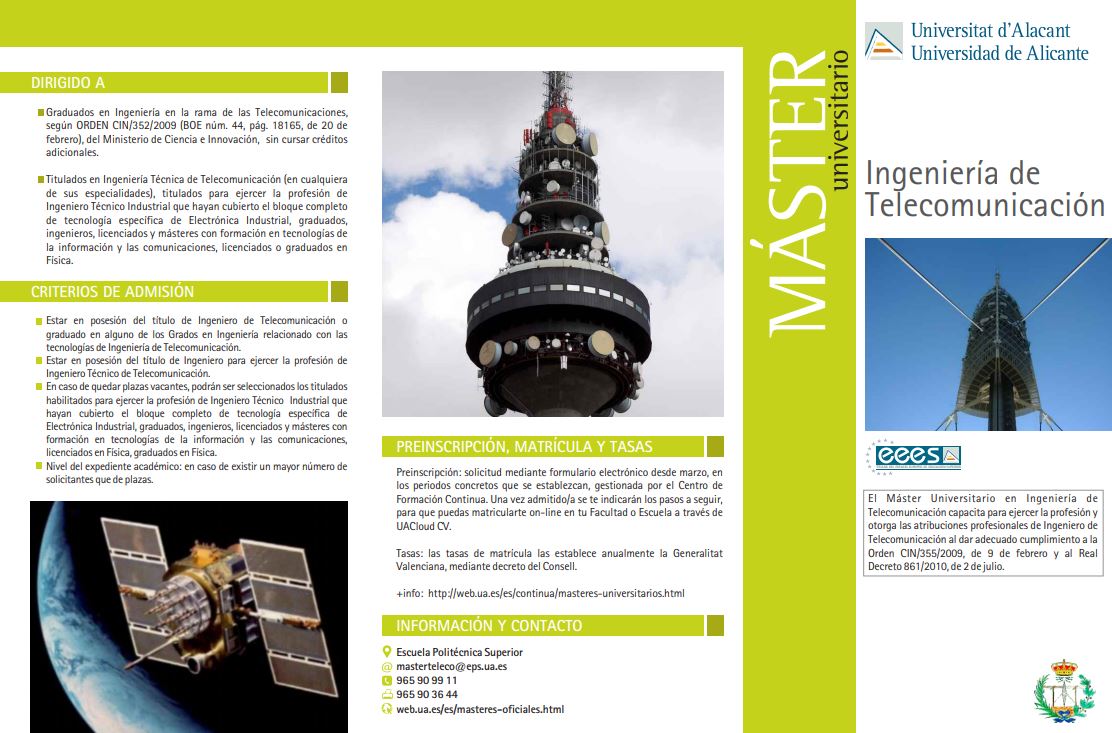 DIRIGIDO A
Graduados en Ingeniería en la rama de las Telecomunicaciones,
según ORDEN CIN/352/2009 (BOE núm. 44, pág. 18165, de 20 de
febrero), del Ministerio de Ciencia e Innovación, sin cursar créditos
adicionales.
Titulados en Ingeniería Técnica de Telecomunicación (en cualquiera
de sus especialidades), titulados para ejercer la profesión de
Ingeniero Técnico Industrial que hayan cubierto el bloque completo
de tecnología específica de Electrónica Industrial, graduados,
ingenieros, licenciados y másteres con formación en tecnologías de
la información y las comunicaciones, licenciados o graduados en
Física.
CRITERIOS DE ADMISIÓN
Estar en posesión del título de Ingeniero de Telecomunicación o
graduado en alguno de los Grados en Ingeniería relacionado con las
tecnologías de Ingeniería de Telecomunicación.
Estar en posesión del título de Ingeniero para ejercer la profesión de
Ingeniero Técnico de Telecomunicación.
En caso de quedar plazas vacantes, podrán ser seleccionados los titulados
habilitados para ejercer la profesión de Ingeniero Técnico Industrial que
hayan cubierto el bloque completo de tecnología específica de
Electrónica Industrial, graduados, ingenieros, licenciados y másteres con
formación en tecnologías de la información y las comunicaciones,
licenciados en Física, graduados en Física.
Nivel del expediente académico: en caso de existir un mayor número de
solicitantes que de plazas.
PREINSCRIPCIÓN, MATRÍCULA Y TASAS
Preinscripción: solicitud mediante formulario electrónico desde marzo, en
los periodos concretos que se establezcan, gestionada por el Centro de
Formación Continua. Una vez admitido/a se te indicarán los pasos a seguir,
para que puedas matricularte on-line en tu Facultad o Escuela a través de
UACloud CV.
Tasas: las tasas de matrícula las establece anualmente la Generalitat
Valenciana, mediante decreto del Consell.
+info: http://web.ua.es/es/continua/masteres-universitarios.html
INFORMACIÓN Y CONTACTO
Escuela Politécnica Superior
@ masterteleco@eps.ua.es
965 90 99 11
965 90 36 44
web.ua.es/es/masteres-oficiales.html
MÁSTER
universitario
Universitat d'Alacant
Universidad de Alicante
Ingeniería de
Telecomunicación
eees
El Máster Universitario en Ingeniería de
Telecomunicación capacita para ejercer la profesión y
otorga las atribuciones profesionales de Ingeniero de
Telecomunicación al dar adecuado cumplimiento a la
Orden CIN/355/2009, de 9 de febrero y al Real
Decreto 861/2010, de 2 de julio.